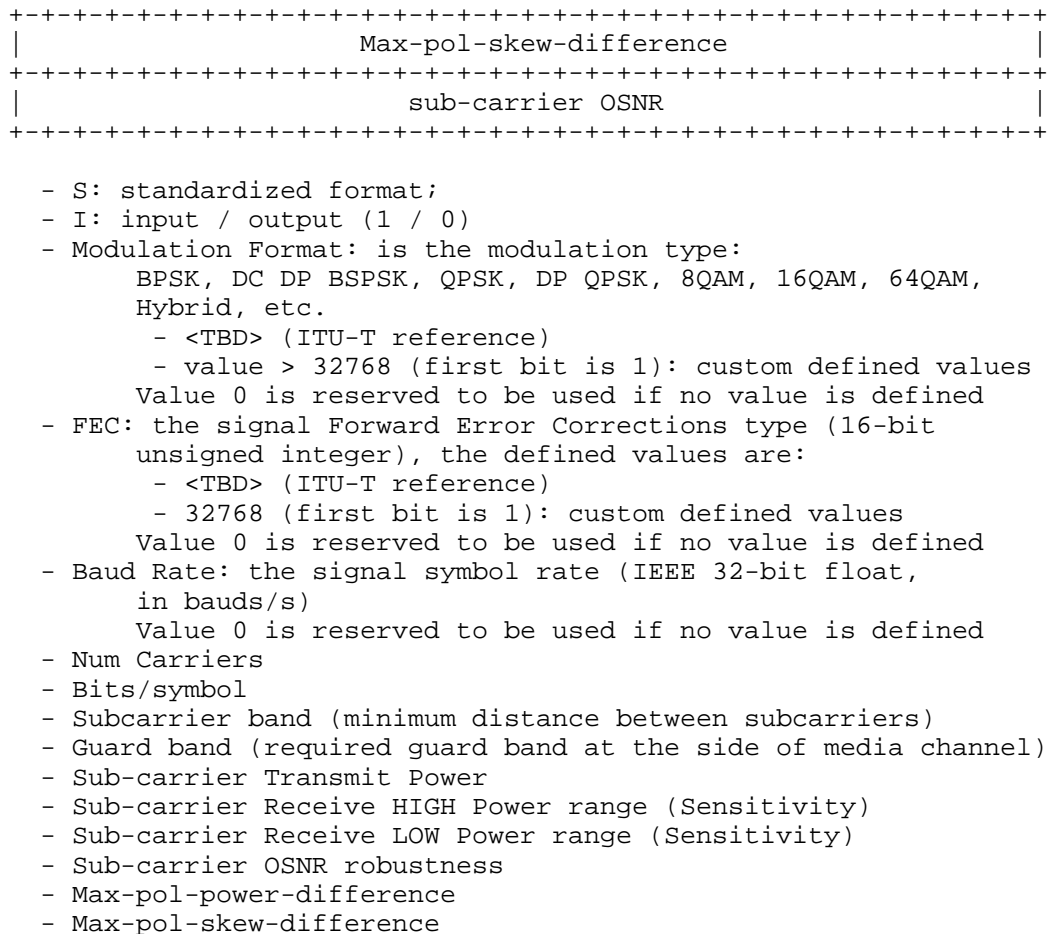 +-+-+-+-+-+-+-+-+-+-+-+-+-+-+-+-+-+-+-+-+-+-+-+-+-+-+-+-+-+-+-+-+
|                     Max-pol-skew-difference                   |
+-+-+-+-+-+-+-+-+-+-+-+-+-+-+-+-+-+-+-+-+-+-+-+-+-+-+-+-+-+-+-+-+
|                        sub-carrier OSNR                       |
+-+-+-+-+-+-+-+-+-+-+-+-+-+-+-+-+-+-+-+-+-+-+-+-+-+-+-+-+-+-+-+-+
- S: standardized format;
- I: input / output (1 / 0)
- Modulation Format: is the modulation type:
BPSK, DC DP BSPSK, QPSK, DP QPSK, 8QAM, 16QAM, 64QAM,
Hybrid, etc.
- <TBD> (ITU-T reference)
- value > 32768 (first bit is 1): custom defined values
Value 0 is reserved to be used if no value is defined
- FEC: the signal Forward Error Corrections type (16-bit
unsigned integer), the defined values are:
- <TBD> (ITU-T reference)
- 32768 (first bit is 1): custom defined values
Value 0 is reserved to be used if no value is defined
- Baud Rate: the signal symbol rate (IEEE 32-bit float,
in bauds/s)
Value 0 is reserved to be used if no value is defined
- Num Carriers
- Bits/symbol
- Subcarrier band (minimum distance between subcarriers)
- Guard band (required guard band at the side of media channel)
- Sub-carrier Transmit Power
- Sub-carrier Receive HIGH Power range (Sensitivity)
- Sub-carrier Receive LOW Power range (Sensitivity)
- Sub-carrier OSNR robustness
- Max-pol-power-difference
- Max-pol-skew-difference